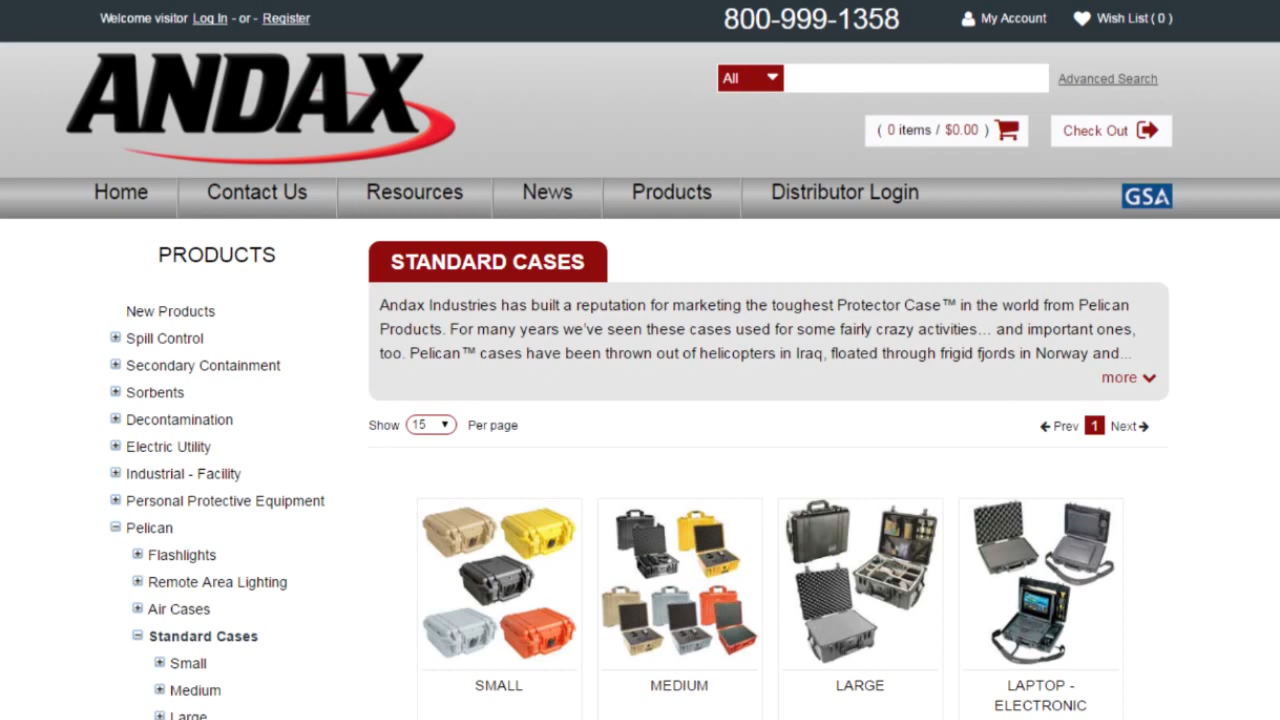 Welcome visitor Log In - or - Register
800-999-1358
My Account
Wish List ( 0 )
ANDAX
All
Advanced Search
( 0 items / $0.00 )
Check Out
Home
Contact Us
Resources
News
Products
Distributor Login
GSA
PRODUCTS
New Products
Spill Control
Secondary Containment
Sorbents
Decontamination
Electric Utility
Industrial - Facility
Personal Protective Equipment
Pelican
Flashlights
Remote Area Lighting
Air Cases
Standard Cases
Small
Medium
Large
STANDARD CASES
Andax Industries has built a reputation for marketing the toughest Protector Case™ in the world from Pelican
Products. For many years we've seen these cases used for some fairly crazy activities… and important ones,
too. Pelican™ cases have been thrown out of helicopters in Iraq, floated through frigid fjords in Norway and...
more
Show 15 Per page
Prev 1 Next
SMALL
MEDIUM
LARGE
LAPTOP -
ELECTRONIC